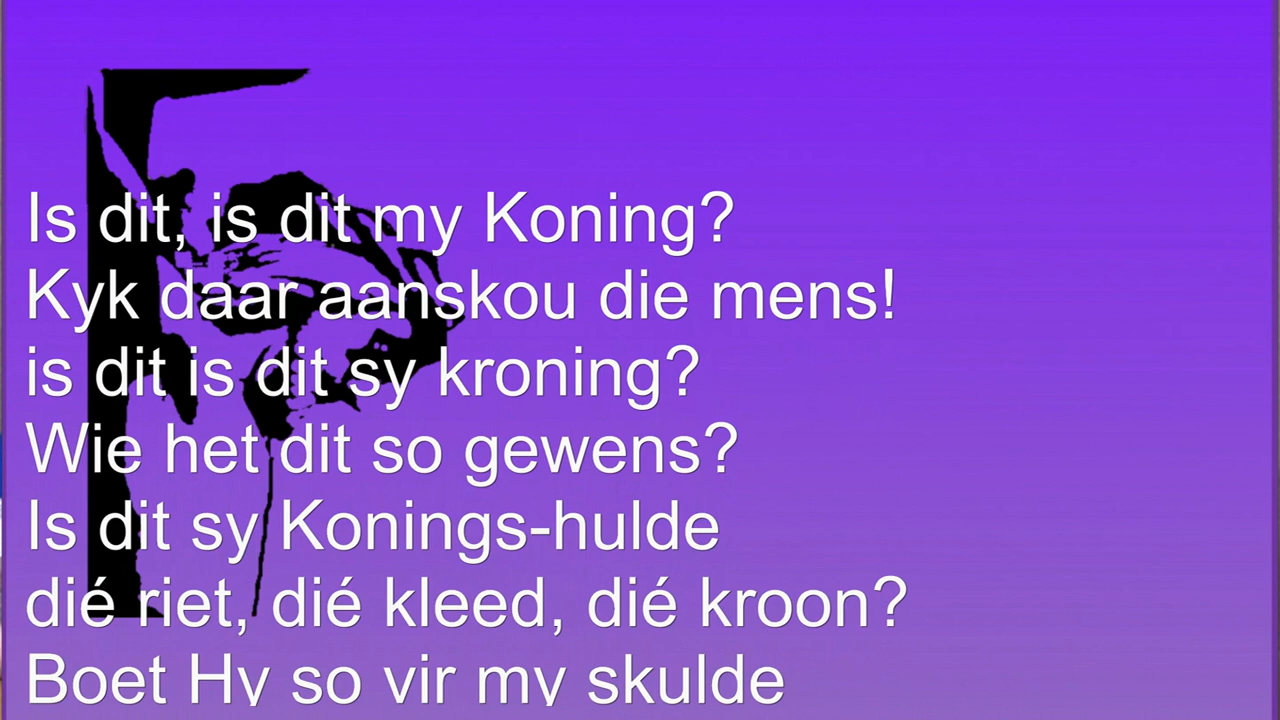 Is dit, is dit my Koning?
Kyk daar aanskou die mens!
is dit is dit sy kroning?
Wie het dit so gewens?
Is dit sy Konings-hulde
dié riet, dié kleed, dié kroon?
Boet Hy so vir my skulde